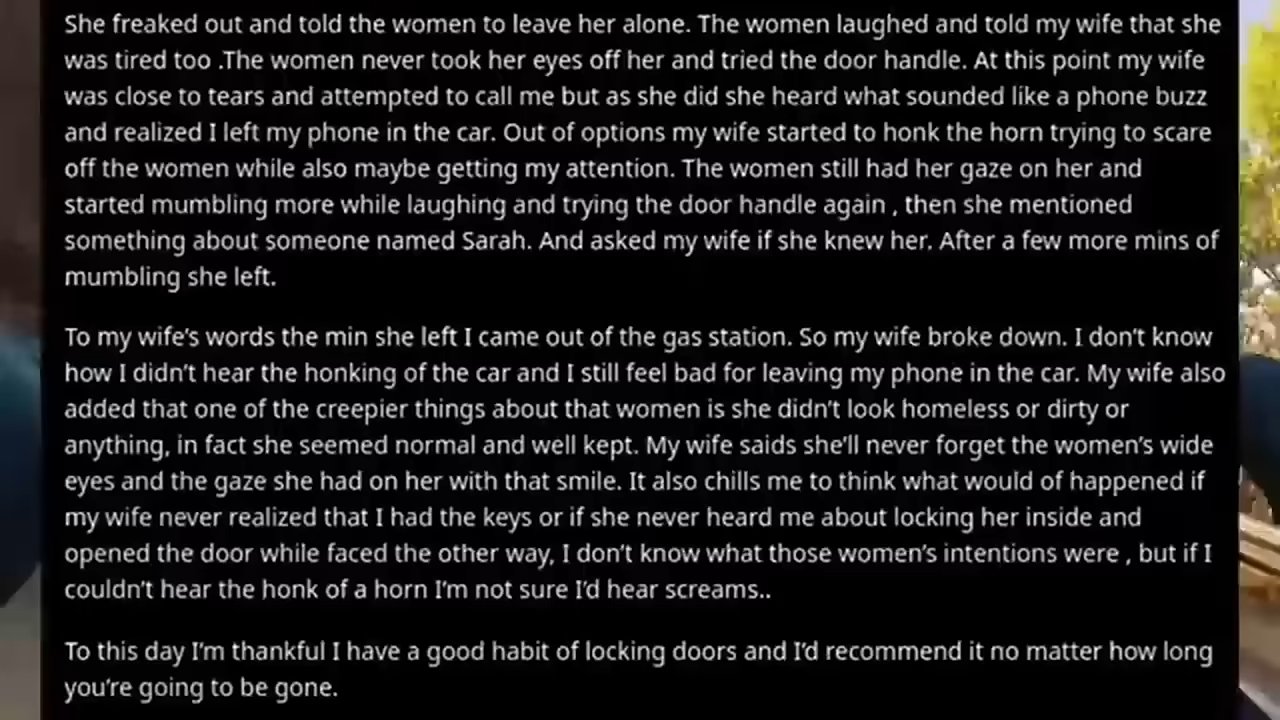 She freaked out and told the women to leave her alone. The women laughed and told my wife that she
was tired too .The women never took her eyes off her and tried the door handle. At this point my wife
was close to tears and attempted to call me but as she did she heard what sounded like a phone buzz
and realized I left my phone in the car. Out of options my wife started to honk the horn trying to scare
off the women while also maybe getting my attention. The women still had her gaze on her and
started mumbling more while laughing and trying the door handle again , then she mentioned
something about someone named Sarah. And asked my wife if she knew her. After a few more mins of
mumbling she left.
To my wife's words the min she left I came out of the gas station. So my wife broke down. I don't know
how I didn't hear the honking of the car and I still feel bad for leaving my phone in the car. My wife also
added that one of the creepier things about that women is she didn't look homeless or dirty or
anything, in fact she seemed normal and well kept. My wife saids she'll never forget the women's wide
eyes and the gaze she had on her with that smile. It also chills me to think what would of happened if
my wife never realized that I had the keys or if she never heard me about locking her inside and
opened the door while faced the other way, I don't know what those women's intentions were , but if I
couldn't hear the honk of a horn I'm not sure I'd hear screams..
To this day I'm thankful I have a good habit of locking doors and I'd recommend it no matter how long
you're going to be gone.